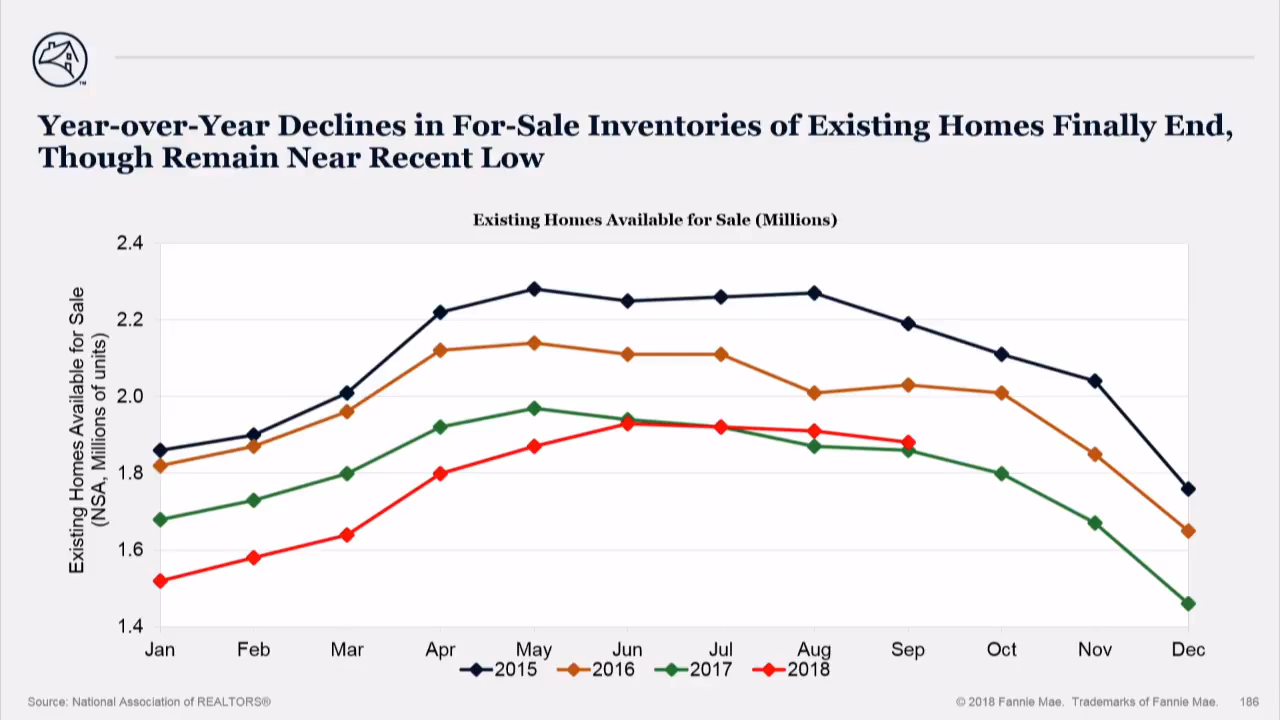 Year-over-Year Declines in For-Sale Inventories of Existing Homes Finally End,
Though Remain Near Recent Low
Existing Homes Available for Sale (Millions)
Existing Homes Available for Sale
(NSA, Millions of units)
2.4
2.2
2.0
1.8
1.6
1.4
Jan Feb Mar Apr May Jun Jul Aug Sep Oct Nov Dec
2015 2016 2017 2018
Source: National Association of REALTORS®
© 2018 Fannie Mae. Trademarks of Fannie Mae. 186
TM